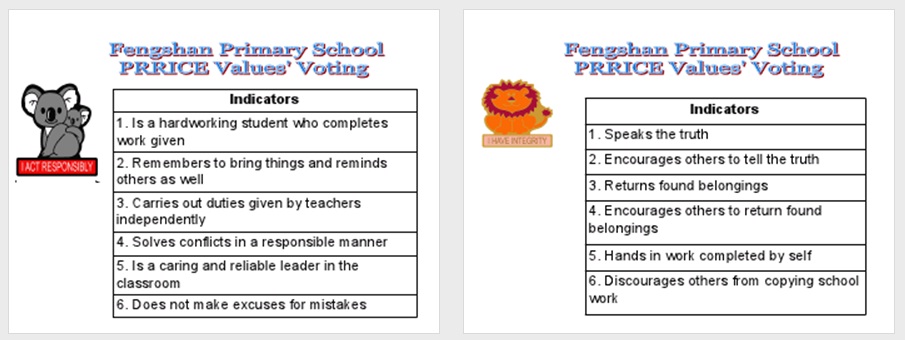 Fengshan Primary School
PRRICE Values' Voting
I ACT RESPONSIBLY
Indicators
1. Is a hardworking student who completes
work given
2. Remembers to bring things and reminds
others as well
3. Carries out duties given by teachers
independently
4. Solves conflicts in a responsible manner
5. Is a caring and reliable leader in the
classroom
6. Does not make excuses for mistakes
Fengshan Primary School
PRRICE Values' Voting
I HAVE INTEGRITY
Indicators
1. Speaks the truth
2. Encourages others to tell the truth
3. Returns found belongings
4. Encourages others to return found
belongings
5. Hands in work completed by self
6. Discourages others from copying school
work